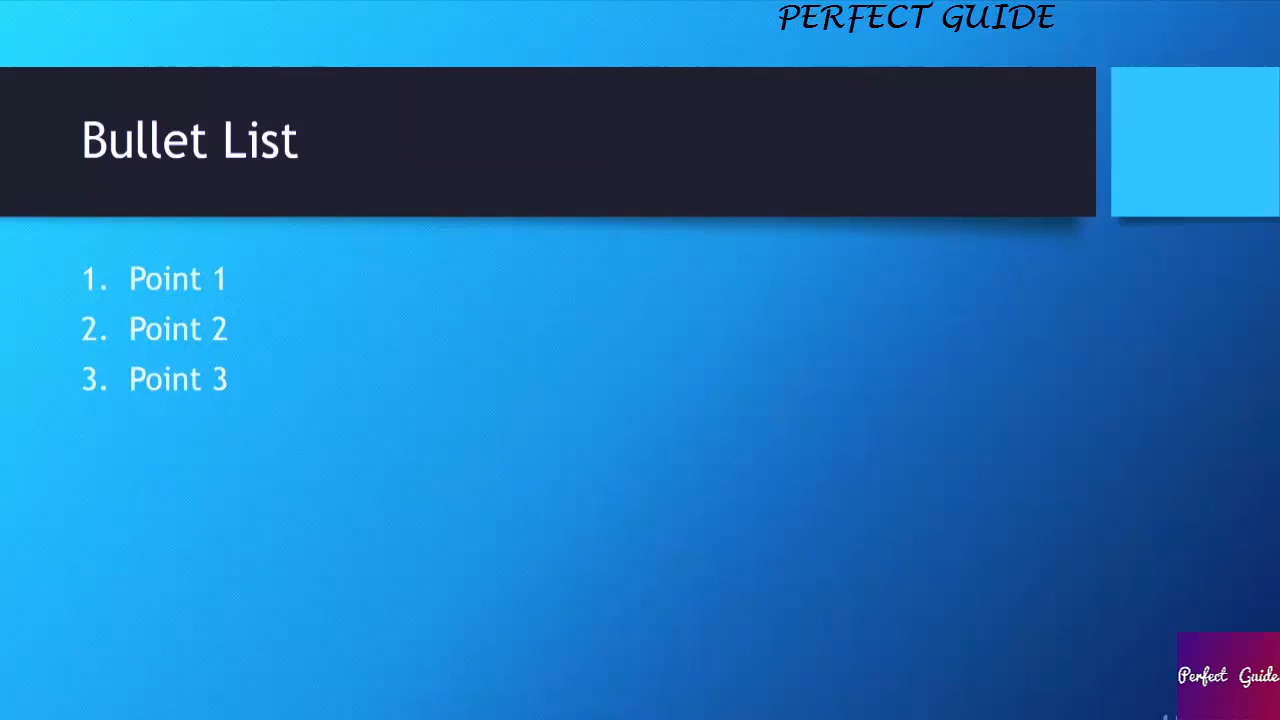 PERFECT GUIDE
Bullet List
1. Point 1
2. Point 2
3. Point 3
Perfect Guide